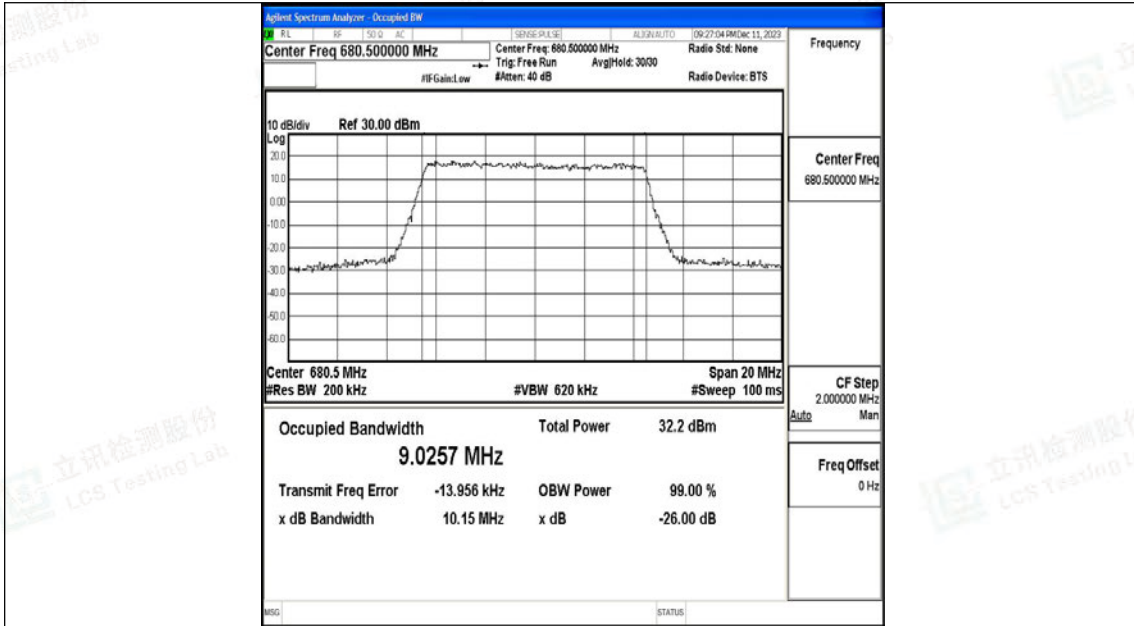 Agilent Spectrum Analyzer - Occupied BW
RL RF 50 Ω AC SENSE:PULSE ALIGNAUTO 09:27:04 PM Dec 11, 2023
Center Freq 680.500000 MHz
Center Freq: 680.500000 MHz Radio Std: None
Trig: Free Run Avg|Hold: 30/30
#IFGain:Low #Atten: 40 dB Radio Device: BTS
10 dB/div Ref 30.00 dBm
Log
20.0
10.0
0.00
-10.0
-20.0
-30.0
-40.0
-50.0
-60.0
Center 680.5 MHz Span 20 MHz
#Res BW 200 kHz #VBW 620 kHz #Sweep 100 ms
Occupied Bandwidth Total Power 32.2 dBm
9.0257 MHz
Transmit Freq Error -13.956 kHz OBW Power 99.00 %
x dB Bandwidth 10.15 MHz x dB -26.00 dB
MSG STATUS
Frequency
Center Freq
680.500000 MHz
CF Step
2.000000 MHz
Auto Man
Freq Offset
0 Hz
立讯检测股份
LCS Testing Lab
立讯检测股份
LCS Testing Lab